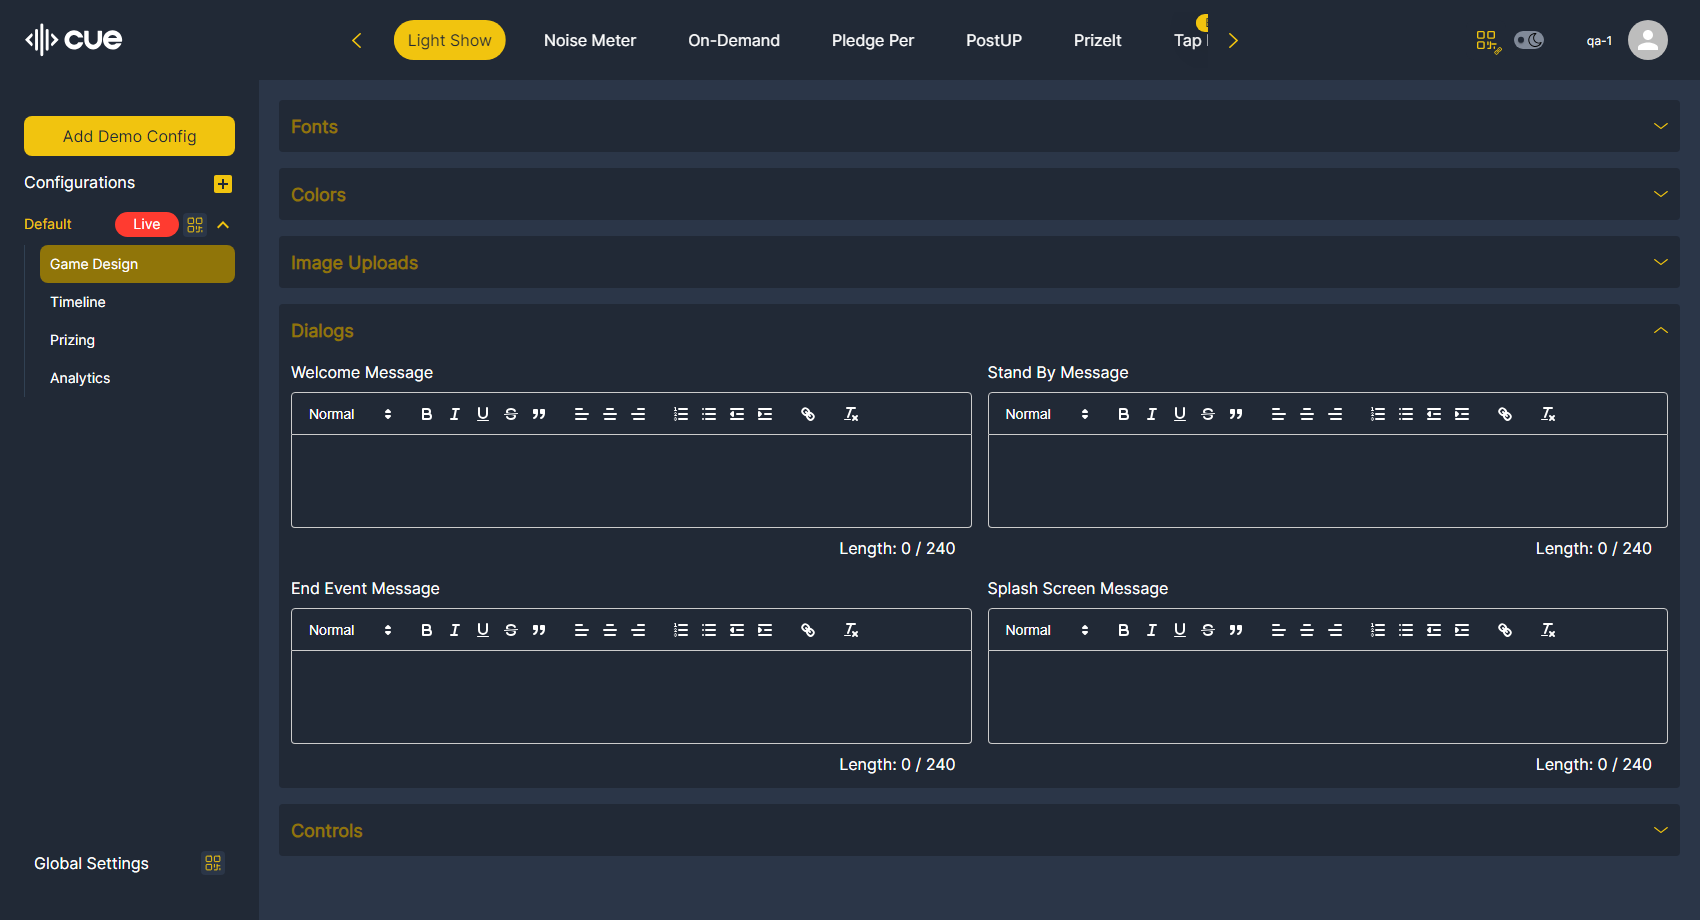 cue
Light Show
Noise Meter
On-Demand
Pledge Per
PostUP
PrizeIt
Tap
qa-1
Add Demo Config
Configurations
Default
Live
Game Design
Timeline
Prizing
Analytics
Global Settings
Fonts
Colors
Image Uploads
Dialogs
Welcome Message
Normal
Length: 0 / 240
Stand By Message
Normal
Length: 0 / 240
End Event Message
Normal
Length: 0 / 240
Splash Screen Message
Normal
Length: 0 / 240
Controls